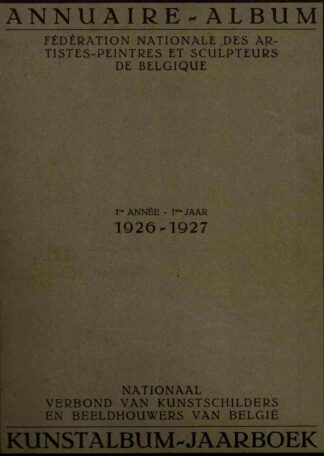 ANNUAIRE-ALBUM
FÉDÉRATION NATIONALE DES AR-
TISTES-PEINTRES ET SCULPTEURS
DE BELGIQUE
1re ANNÉE - 1ste JAAR
1926-1927
NATIONAAL
VERBOND VAN KUNSTSCHILDERS
EN BEELDHOUWERS VAN BELGIË
KUNSTALBUM-JAARBOEK